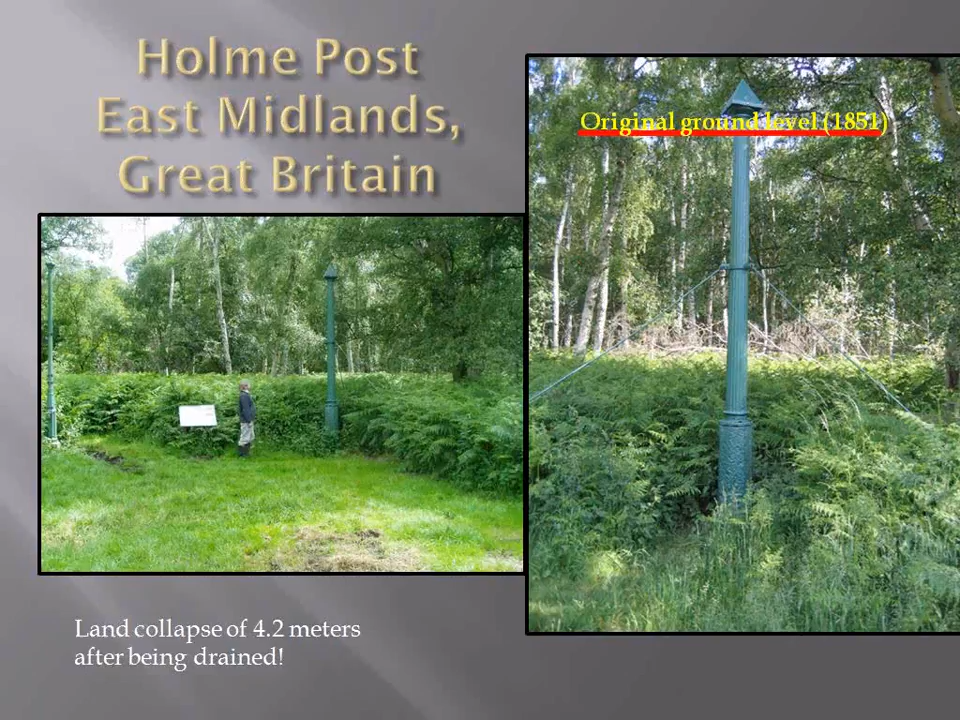 Holme Post
East Midlands,
Great Britain
Original ground level (1851)
Land collapse of 4.2 meters
after being drained!